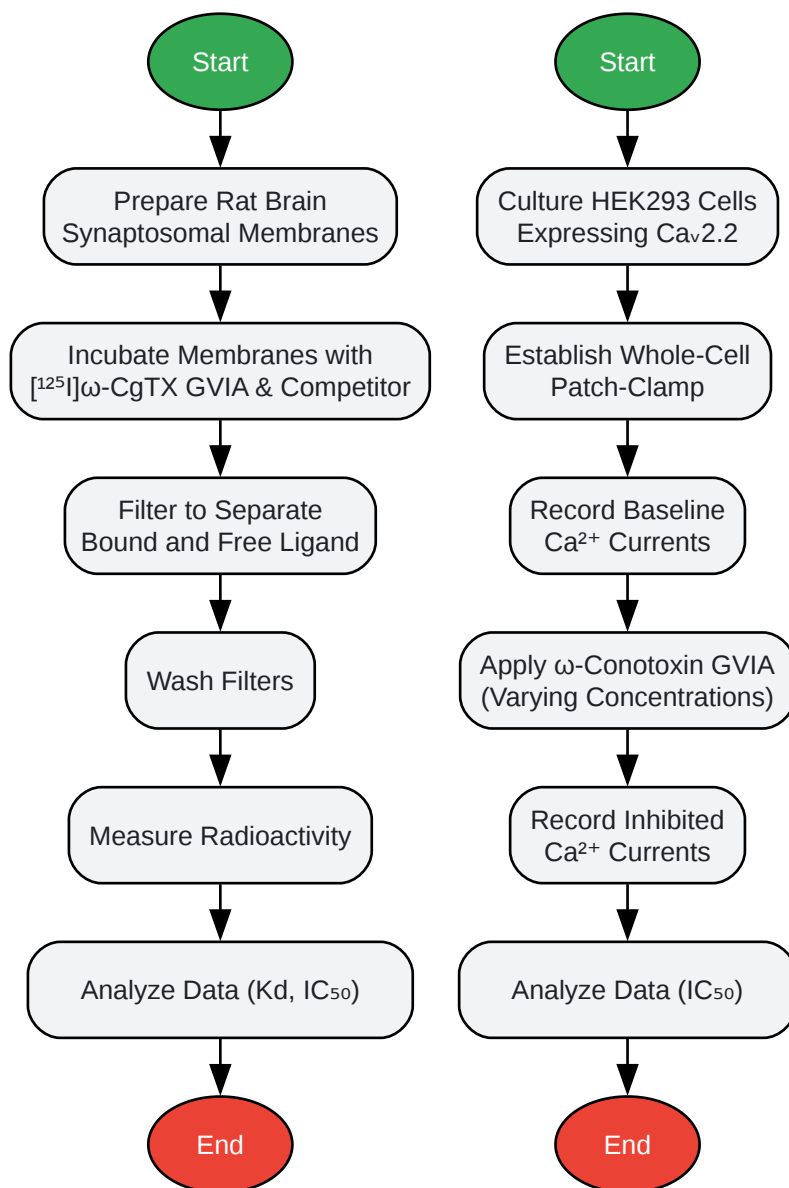 Start
Prepare Rat Brain
Synaptosomal Membranes
Incubate Membranes with
[¹²⁵I]ω-CgTX GVIA & Competitor
Filter to Separate
Bound and Free Ligand
Wash Filters
Measure Radioactivity
Analyze Data (Kd, IC₅₀)
End
Start
Culture HEK293 Cells
Expressing Caᵥ2.2
Establish Whole-Cell
Patch-Clamp
Record Baseline
Ca²⁺ Currents
Apply ω-Conotoxin GVIA
(Varying Concentrations)
Record Inhibited
Ca²⁺ Currents
Analyze Data (IC₅₀)
End